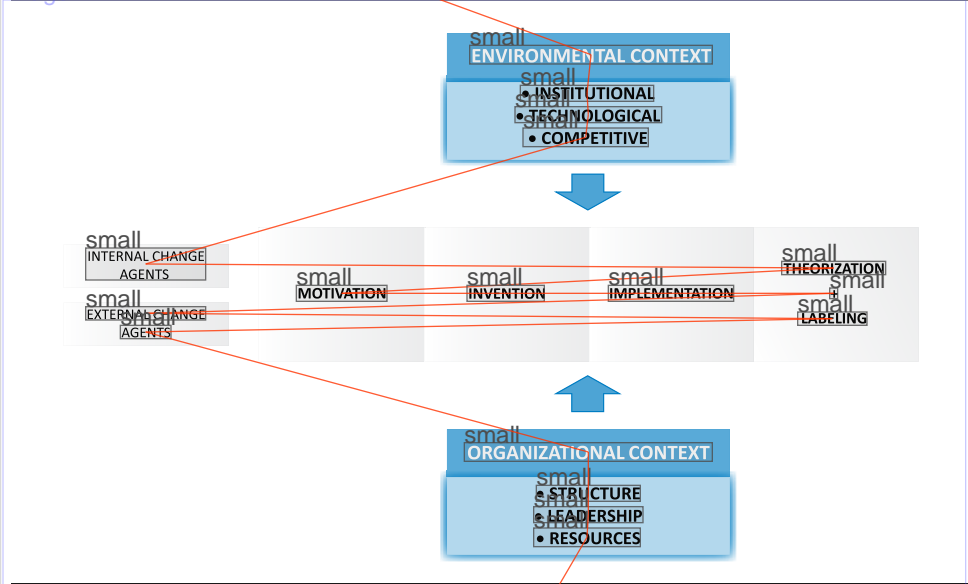 small
ENVIRONMENTAL CONTEXT
small
• INSTITUTIONAL
small
• TECHNOLOGICAL
small
• COMPETITIVE
small
INTERNAL CHANGE
AGENTS
small
EXTERNAL CHANGE
small
AGENTS
small
MOTIVATION
small
INVENTION
small
IMPLEMENTATION
small
THEORIZATION
small
+
small
LABELING
small
ORGANIZATIONAL CONTEXT
small
• STRUCTURE
small
• LEADERSHIP
small
• RESOURCES